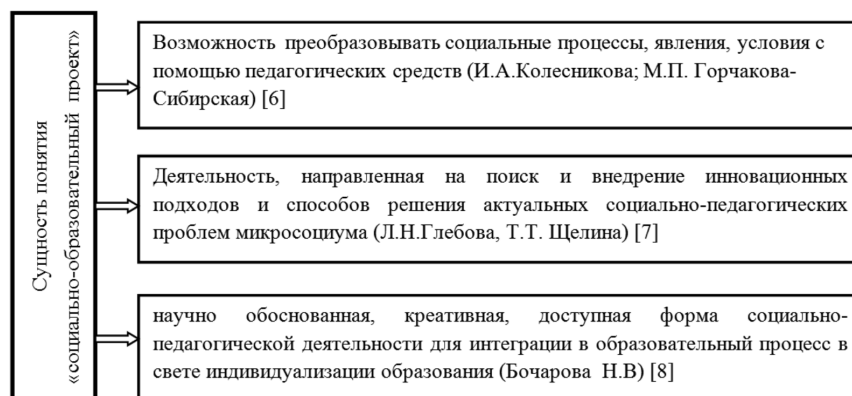 Сущность понятия
«социально-образовательный проект»
Возможность преобразовывать социальные процессы, явления, условия с
помощью педагогических средств (И.А.Колесникова; М.П. Горчакова-
Сибирская) [6]
Деятельность, направленная на поиск и внедрение инновационных
подходов и способов решения актуальных социально-педагогических
проблем микросоциума (Л.Н.Глебова, Т.Т. Щелина) [7]
научно обоснованная, креативная, доступная форма социально-
педагогической деятельности для интеграции в образовательный процесс в
свете индивидуализации образования (Бочарова Н.В) [8]